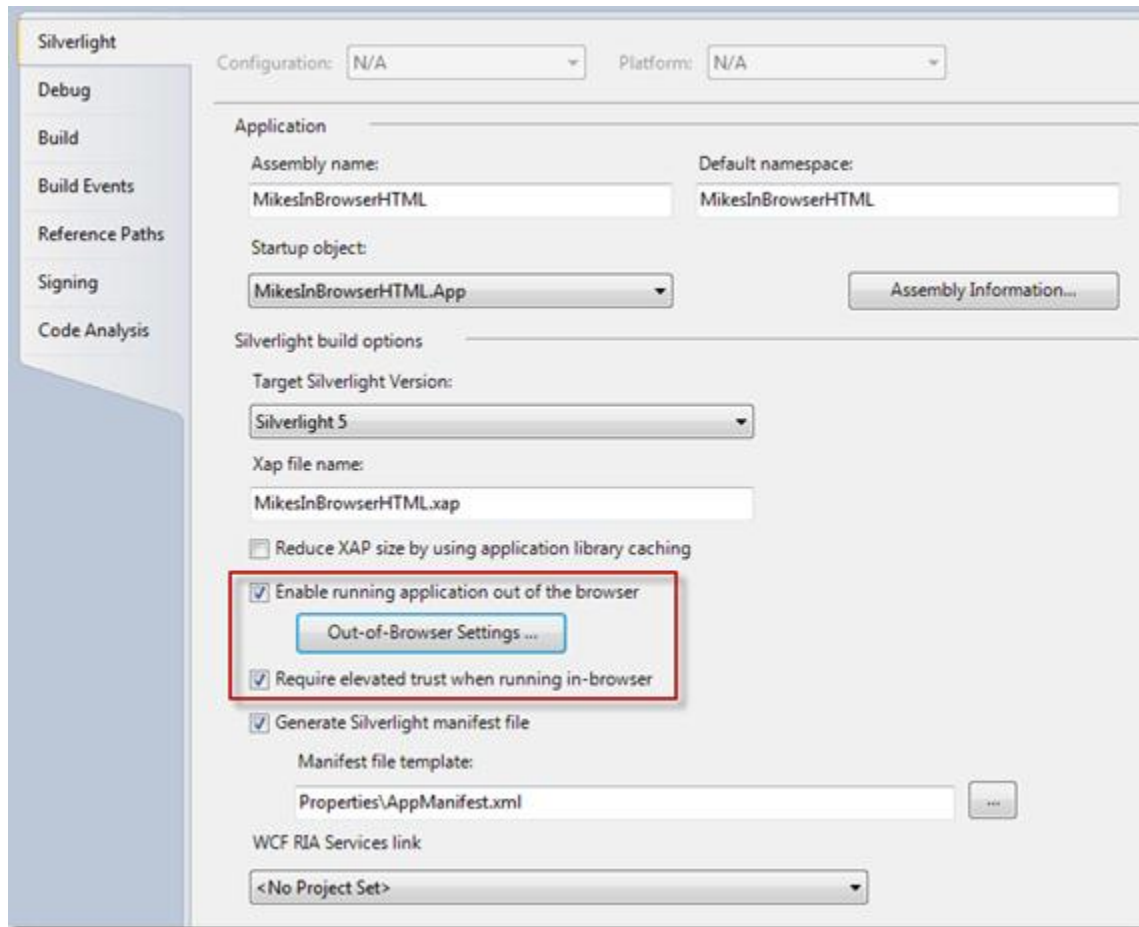 Silverlight
Configuration: N/A Platform: N/A
Debug
Build
Build Events
Reference Paths
Signing
Code Analysis
Application
Assembly name: Default namespace:
MikesInBrowserHTML MikesInBrowserHTML
Startup object:
MikesInBrowserHTML.App Assembly Information...
Silverlight build options
Target Silverlight Version:
Silverlight 5
Xap file name:
MikesInBrowserHTML.xap
Reduce XAP size by using application library caching
Enable running application out of the browser
Out-of-Browser Settings ...
Require elevated trust when running in-browser
Generate Silverlight manifest file
Manifest file template:
Properties\AppManifest.xml ...
WCF RIA Services link
<No Project Set>